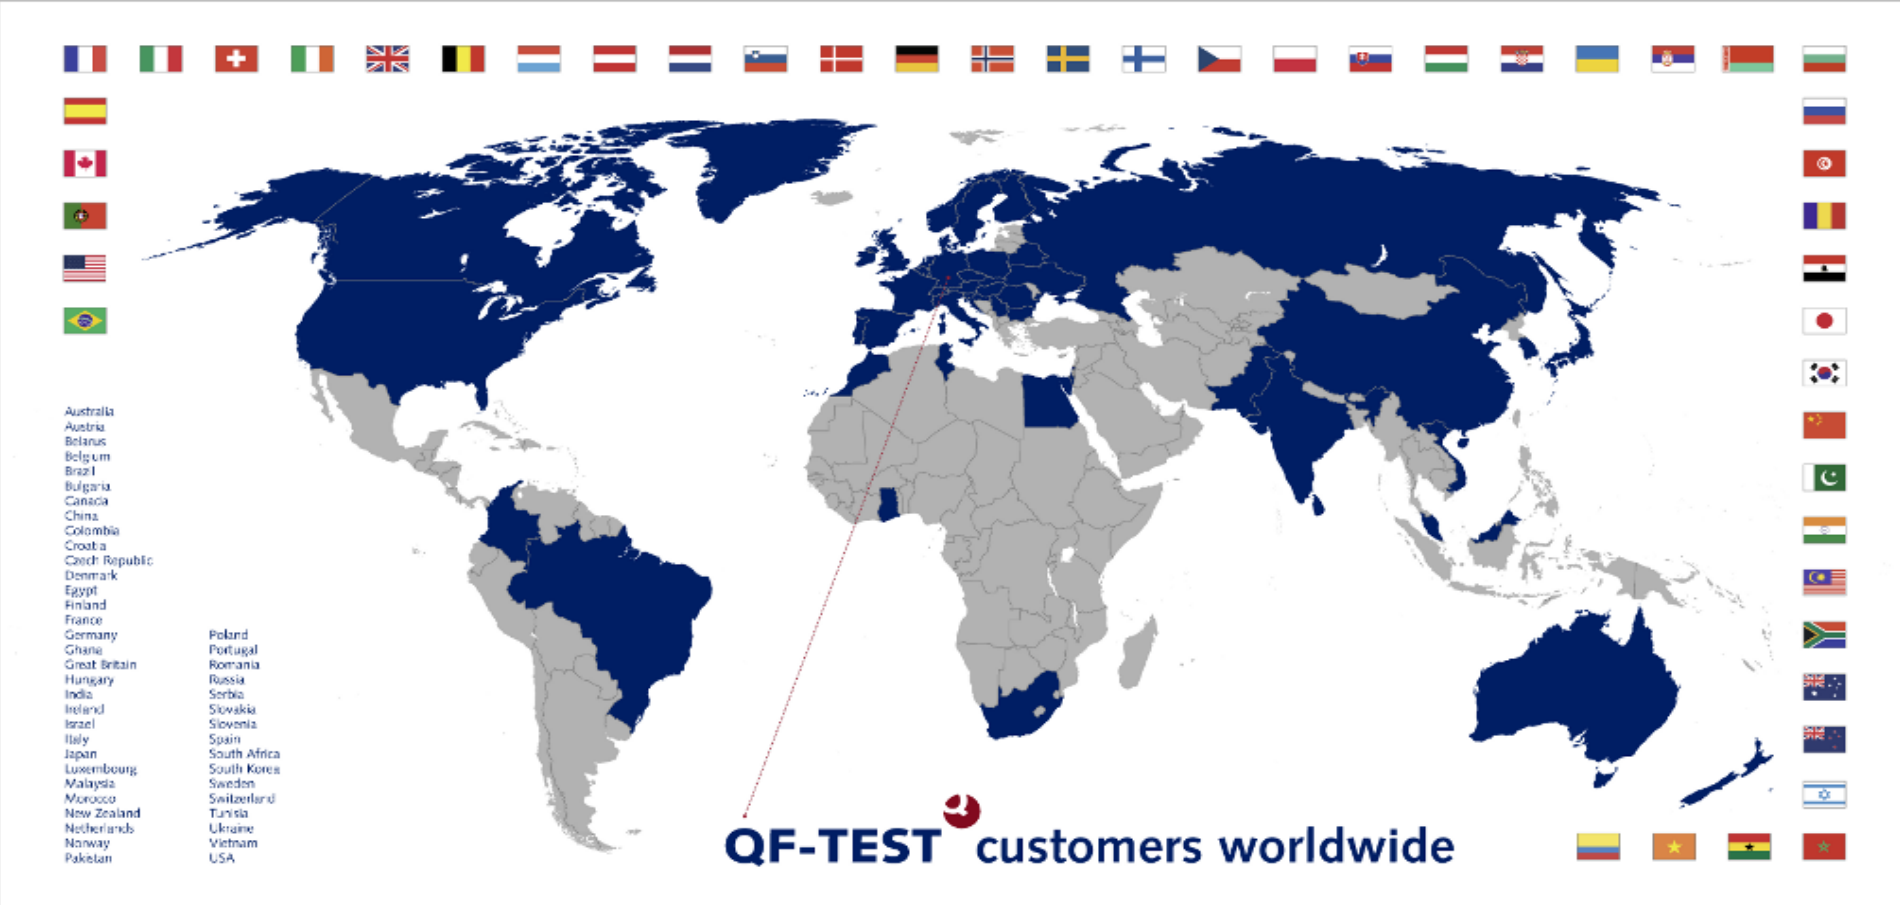 Australia
Austria
Belarus
Belgium
Brazil
Bulgaria
Canada
China
Colombia
Croatia
Czech Republic
Denmark
Egypt
Finland
France
Germany
Ghana
Great Britain
Hungary
India
Ireland
Israel
Italy
Japan
Luxembourg
Malaysia
Morocco
New Zealand
Netherlands
Norway
Pakistan
Poland
Portugal
Romania
Russia
Serbia
Slovakia
Slovenia
Spain
South Africa
South Korea
Sweden
Switzerland
Tunisia
Ukraine
Vietnam
USA
QF-TEST customers worldwide